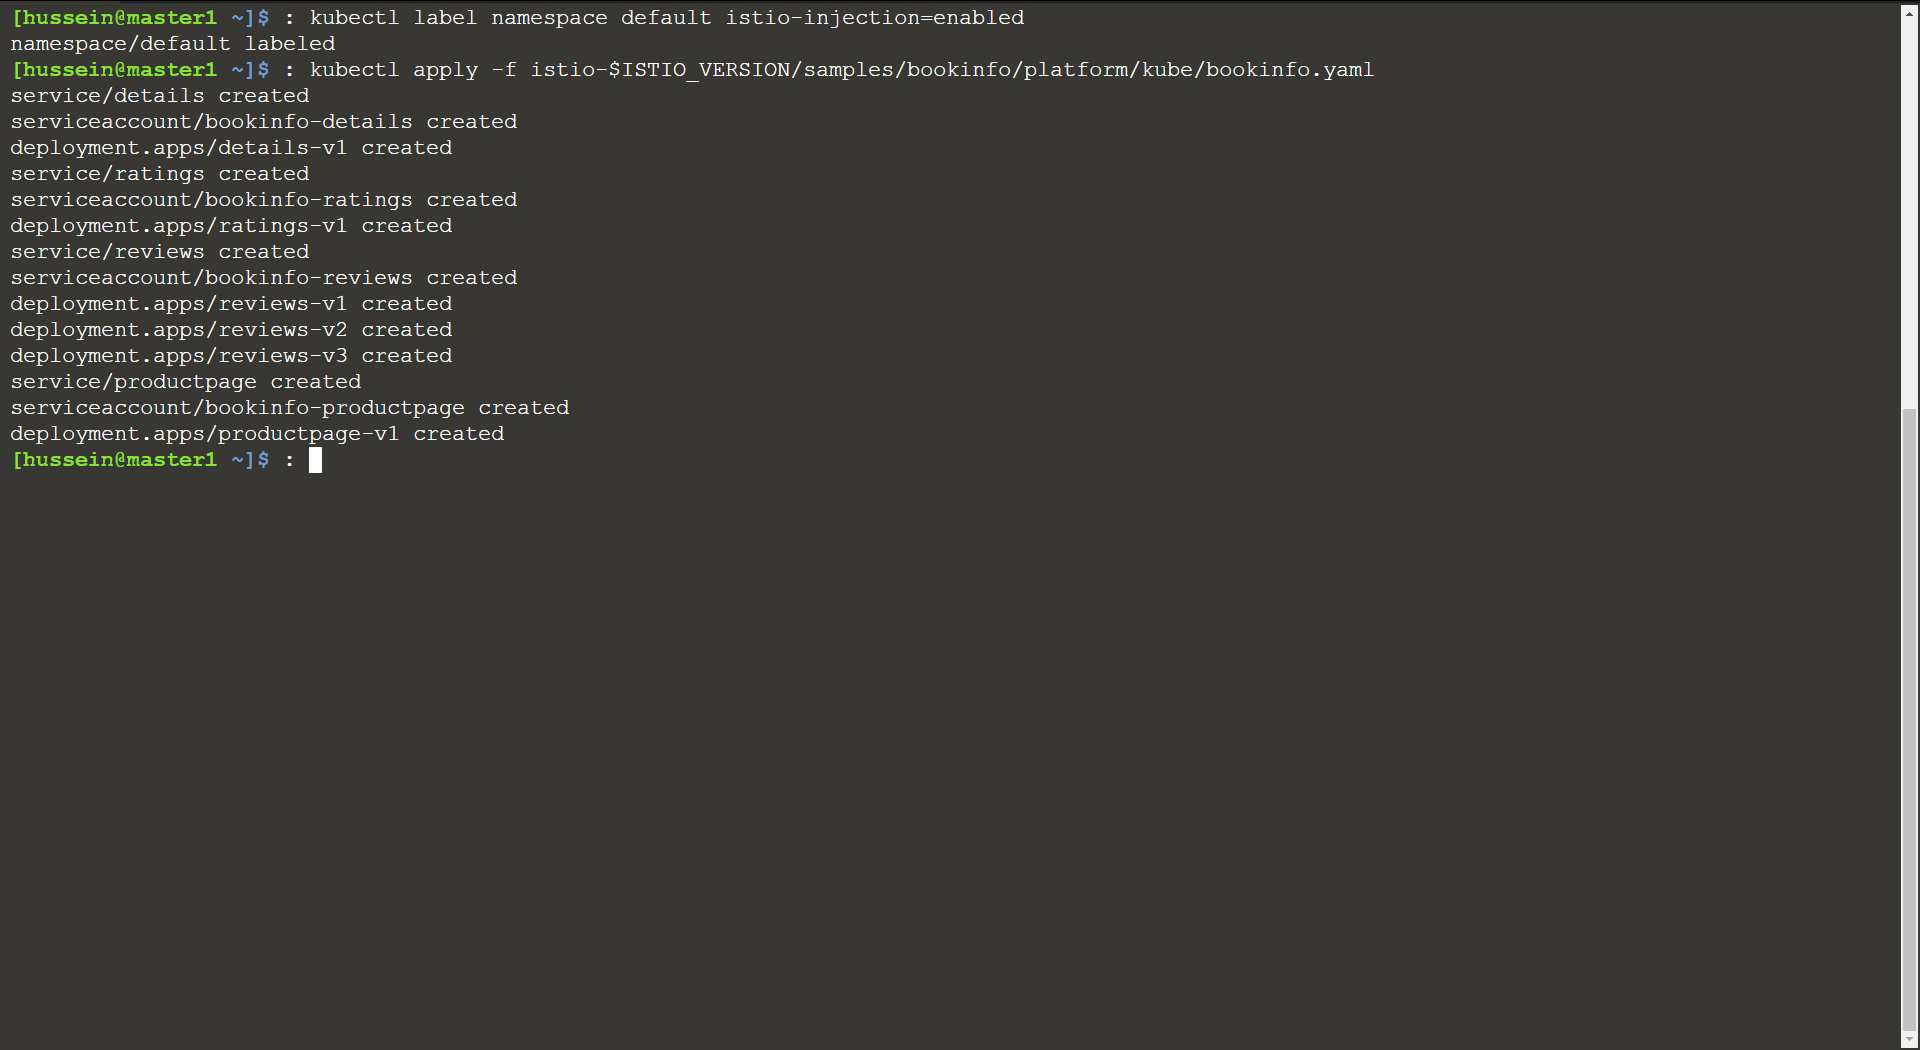 [hussein@master1 ~]$ : kubectl label namespace default istio-injection=enabled
namespace/default labeled
[hussein@master1 ~]$ : kubectl apply -f istio-$ISTIO_VERSION/samples/bookinfo/platform/kube/bookinfo.yaml
service/details created
serviceaccount/bookinfo-details created
deployment.apps/details-v1 created
service/ratings created
serviceaccount/bookinfo-ratings created
deployment.apps/ratings-v1 created
service/reviews created
serviceaccount/bookinfo-reviews created
deployment.apps/reviews-v1 created
deployment.apps/reviews-v2 created
deployment.apps/reviews-v3 created
service/productpage created
serviceaccount/bookinfo-productpage created
deployment.apps/productpage-v1 created
[hussein@master1 ~]$ :